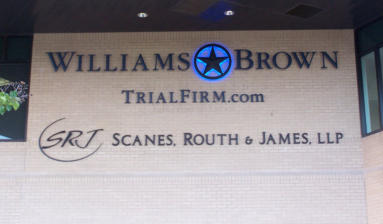 WILLIAMS BROWN
TRIALFIRM.com
SRJ SCANES, ROUTH & JAMES, LLP